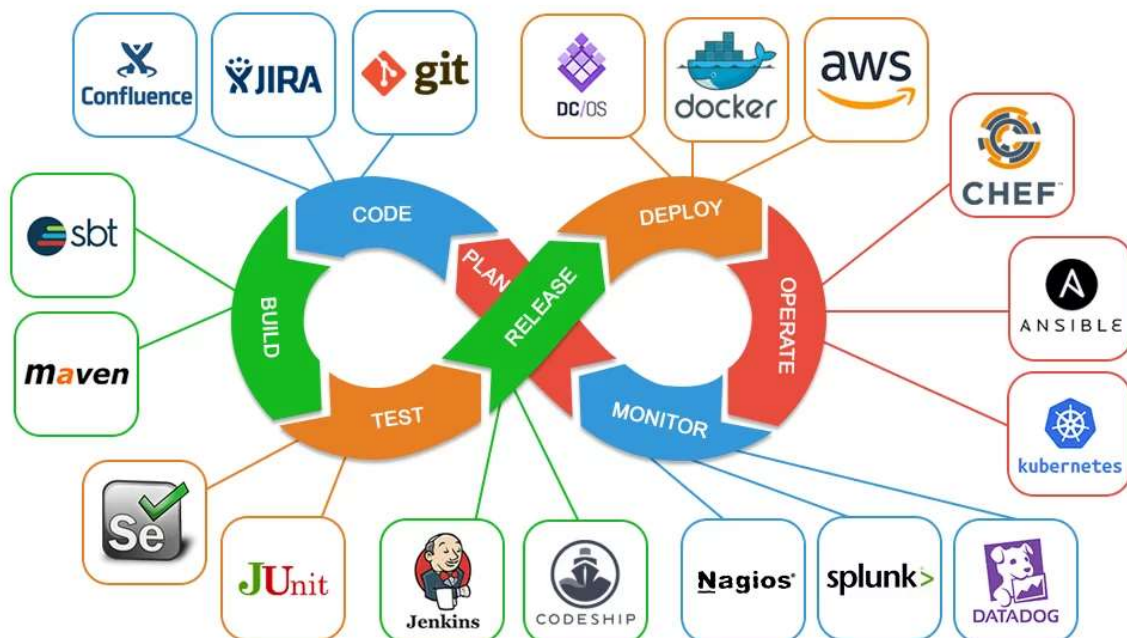 Confluence
JIRA
git
DC/OS
docker
aws
CHEF™
sbt
CODE
DEPLOY
PLAN
RELEASE
BUILD
OPERATE
ANSIBLE
maven
TEST
MONITOR
kubernetes
Se
JUnit
Jenkins
CODESHIP
Nagios®
splunk>
DATADOG